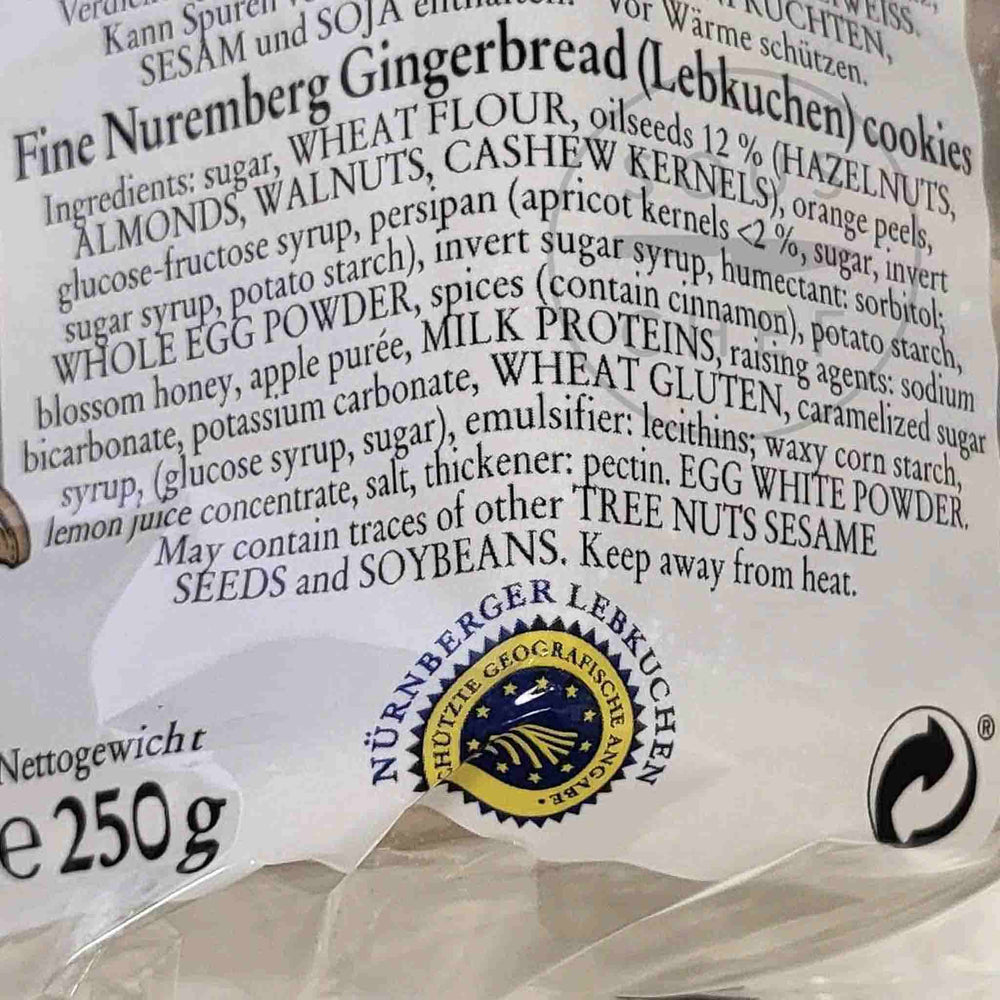 Kann Spuren
SESAM und SOJA
WEISS.
FRÜCHTEN,
Vor Wärme schützen.
Fine Nuremberg Gingerbread (Lebkuchen) cookies
Ingredients: sugar, WHEAT FLOUR, oilseeds 12 % (HAZELNUTS,
ALMONDS, WALNUTS, CASHEW KERNELS), orange peels,
glucose-fructose syrup, persipan (apricot kernels <2 %, sugar, invert
sugar syrup, potato starch), invert sugar syrup, humectant: sorbitol;
WHOLE EGG POWDER, spices (contain cinnamon), potato starch,
blossom honey, apple purée, MILK PROTEINS, raising agents: sodium
bicarbonate, potassium carbonate, WHEAT GLUTEN, caramelized sugar
syrup, (glucose syrup, sugar), emulsifier: lecithins; waxy corn starch,
lemon juice concentrate, salt, thickener: pectin. EGG WHITE POWDER.
May contain traces of other TREE NUTS SESAME
SEEDS and SOYBEANS. Keep away from heat.
NÜRNBERGER LEBKUCHEN
GEOGRAFISCHE ANGABE •
Nettogewicht
e 250 g
®